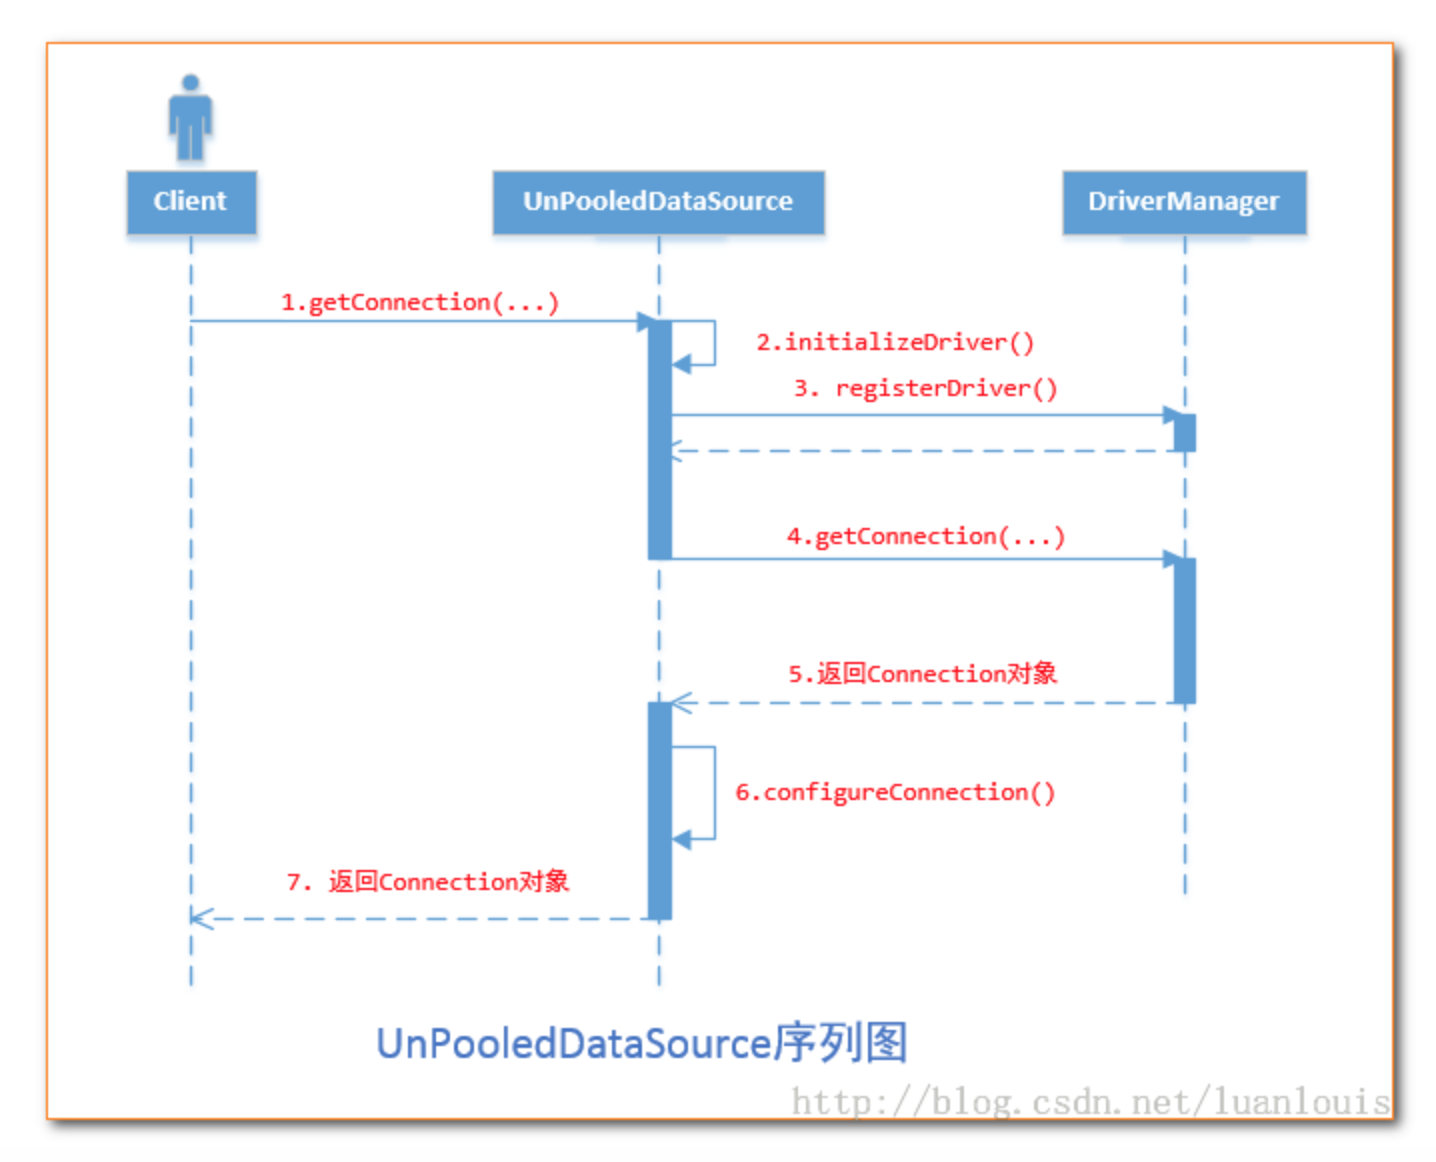 Client
UnPooledDataSource
DriverManager
1.getConnection(...)
2.initializeDriver()
3. registerDriver()
4.getConnection(...)
5.返回Connection对象
6.configureConnection()
7. 返回Connection对象
UnPooledDataSource序列图
http://blog.csdn.net/luanlouis